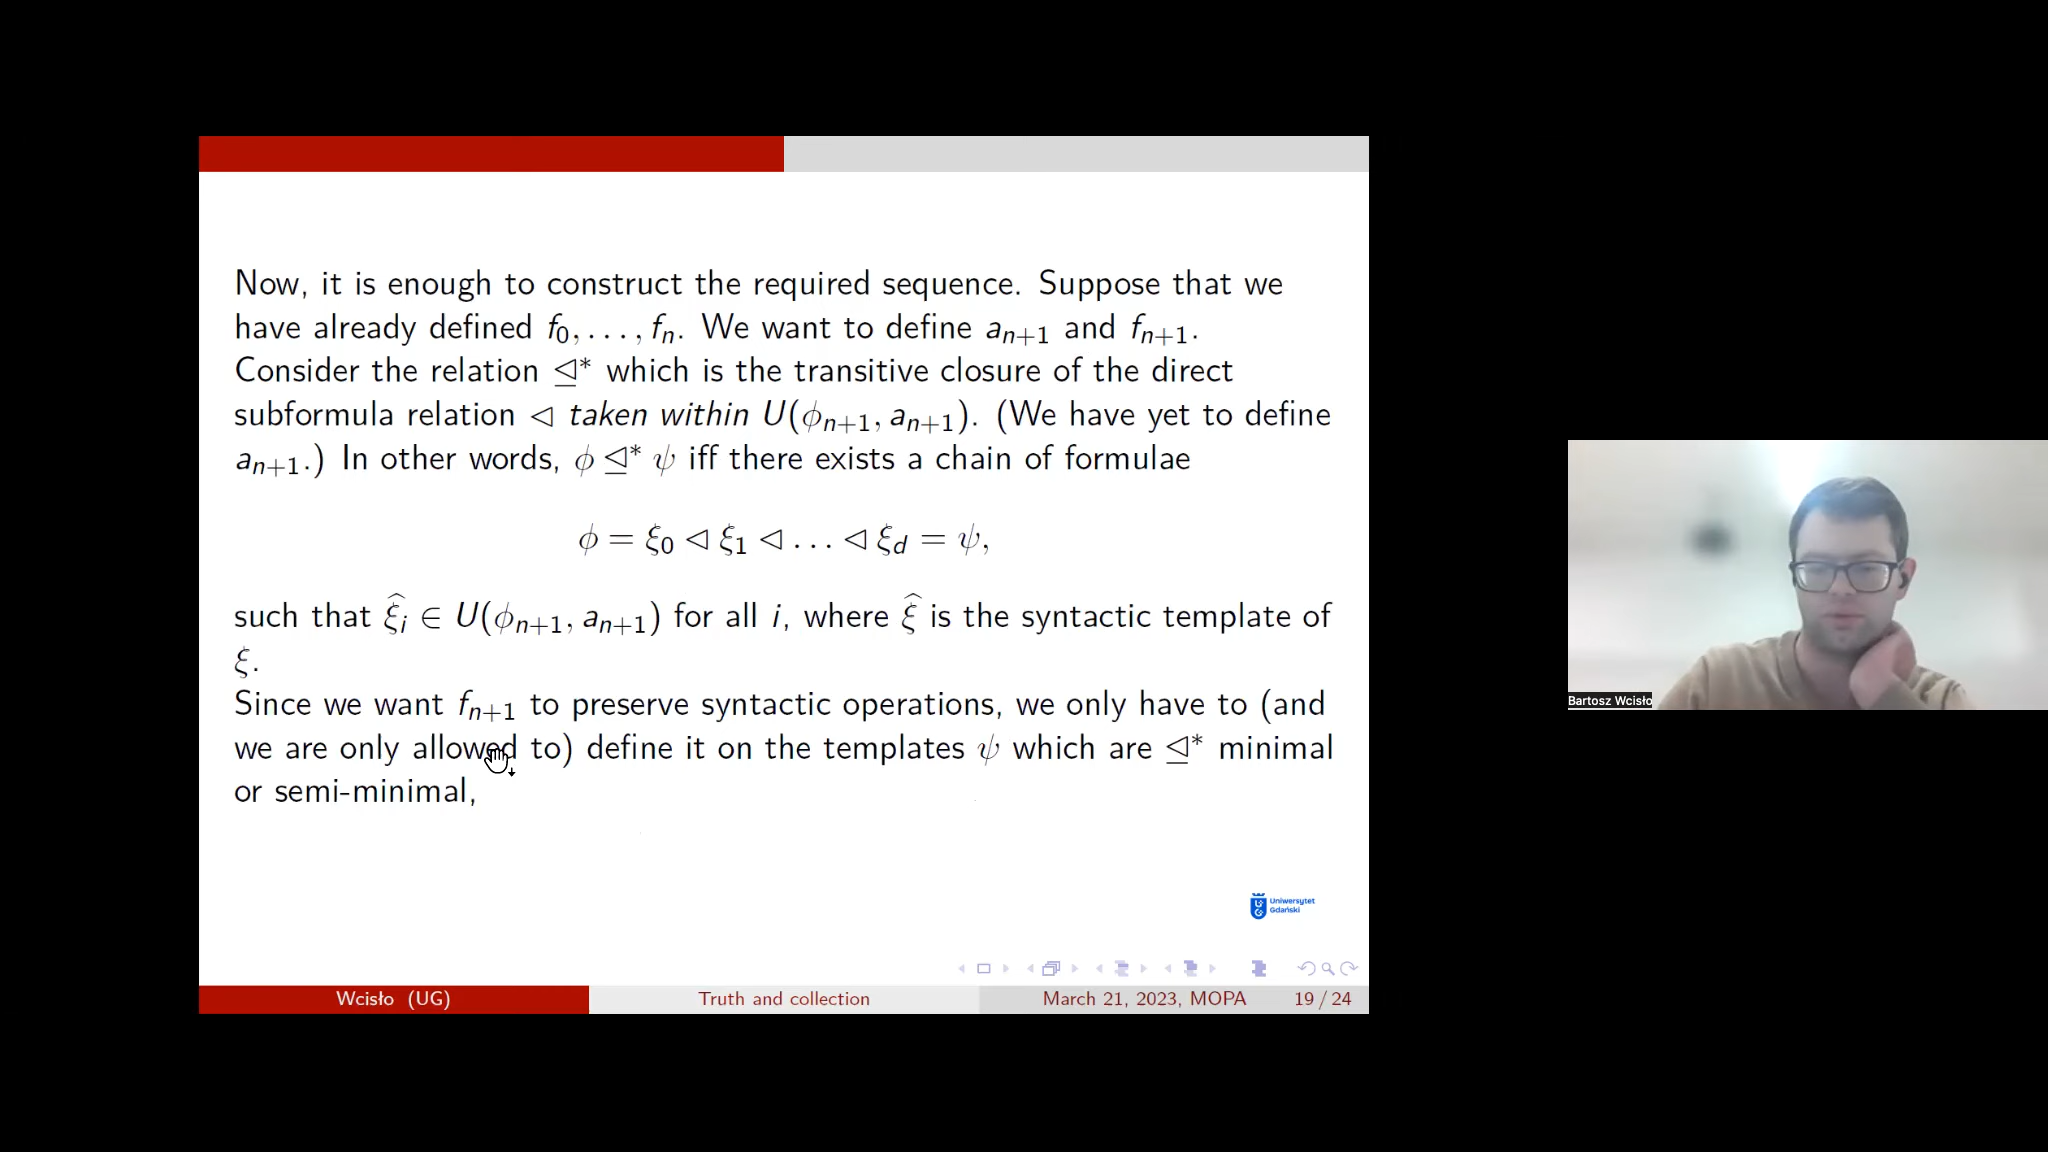 Now, it is enough to construct the required sequence. Suppose that we
have already defined f₀, . . . , fₙ. We want to define aₙ₊₁ and fₙ₊₁.
Consider the relation ⊴* which is the transitive closure of the direct
subformula relation ⊲ taken within U(ϕₙ₊₁, aₙ₊₁). (We have yet to define
aₙ₊₁.) In other words, ϕ ⊴* ψ iff there exists a chain of formulae
ϕ = ξ₀ ⊲ ξ₁ ⊲ . . . ⊲ ξ_d = ψ,
such that ξ̂ᵢ ∈ U(ϕₙ₊₁, aₙ₊₁) for all i, where ξ̂ is the syntactic template of
ξ.
Since we want fₙ₊₁ to preserve syntactic operations, we only have to (and
we are only allowed to) define it on the templates ψ which are ⊴* minimal
or semi-minimal,
Uniwersytet
Gdański
Wcisło (UG) Truth and collection March 21, 2023, MOPA 19 / 24
Bartosz Wcisło